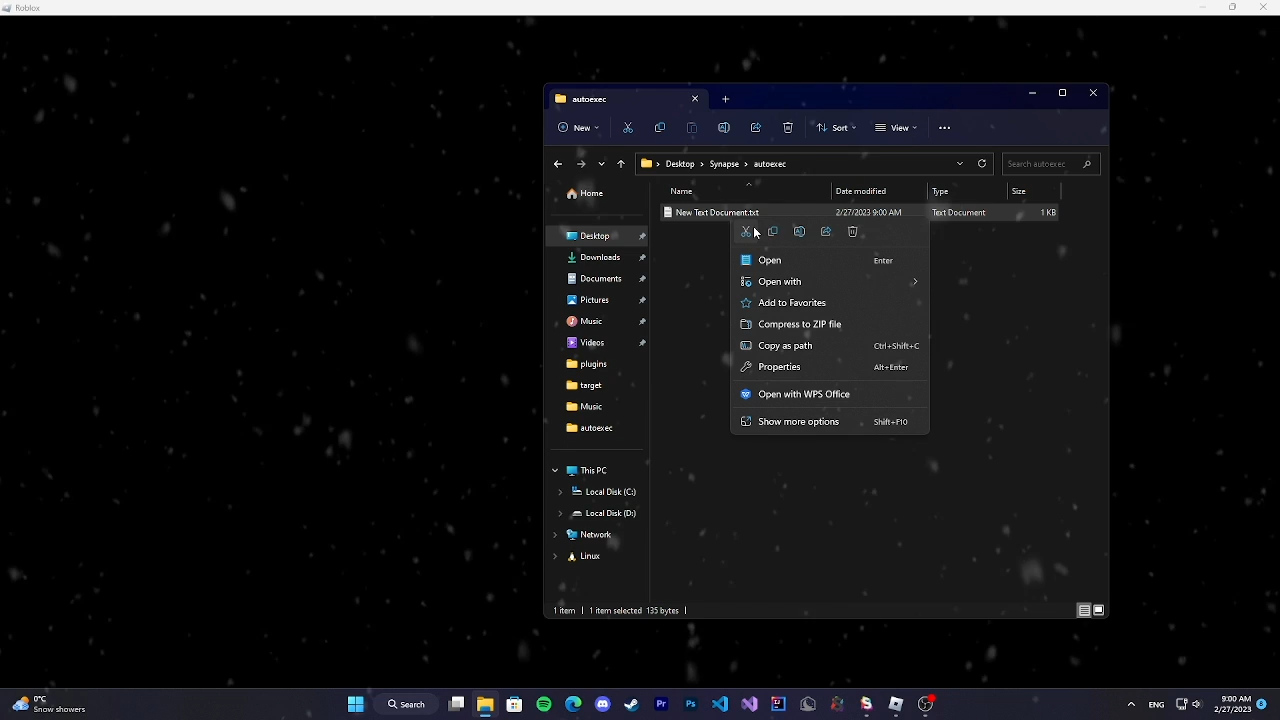 Roblox
autoexec
New
Sort
View
Desktop > Synapse > autoexec
Search autoexec
Name Date modified Type Size
New Text Document.txt 2/27/2023 9:00 AM Text Document 1 KB
Home
Desktop
Downloads
Documents
Pictures
Music
Videos
plugins
target
Music
autoexec
This PC
Local Disk (C:)
Local Disk (D:)
Network
Linux
Open Enter
Open with
Add to Favorites
Compress to ZIP file
Copy as path Ctrl+Shift+C
Properties Alt+Enter
Open with WPS Office
Show more options Shift+F10
1 item 1 item selected 135 bytes
0°C
Snow showers
Search
Pr
Ps
ENG
9:00 AM
2/27/2023
3